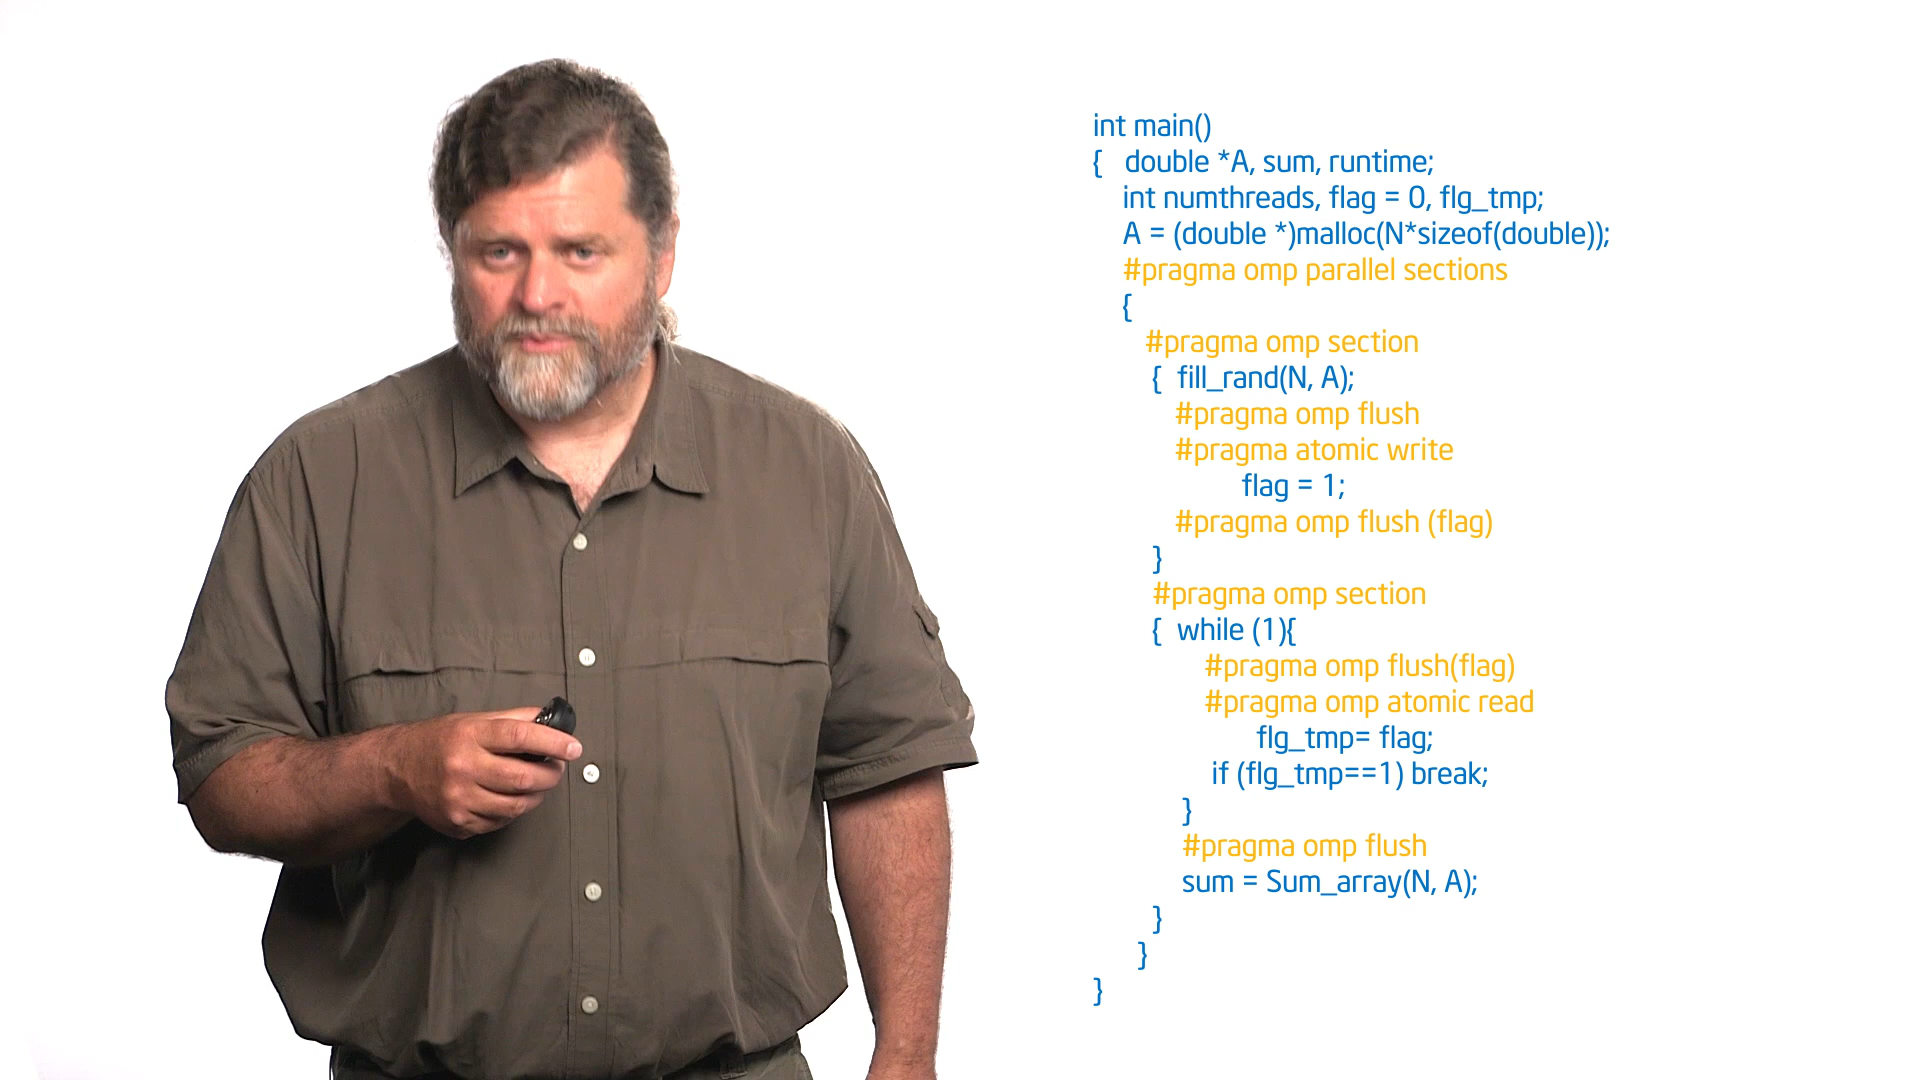 int main()
{ double *A, sum, runtime;
int numthreads, flag = 0, flg_tmp;
A = (double *)malloc(N*sizeof(double));
#pragma omp parallel sections
{
#pragma omp section
{ fill_rand(N, A);
#pragma omp flush
#pragma atomic write
flag = 1;
#pragma omp flush (flag)
}
#pragma omp section
{ while (1){
#pragma omp flush(flag)
#pragma omp atomic read
flg_tmp= flag;
if (flg_tmp==1) break;
}
#pragma omp flush
sum = Sum_array(N, A);
}
}
}